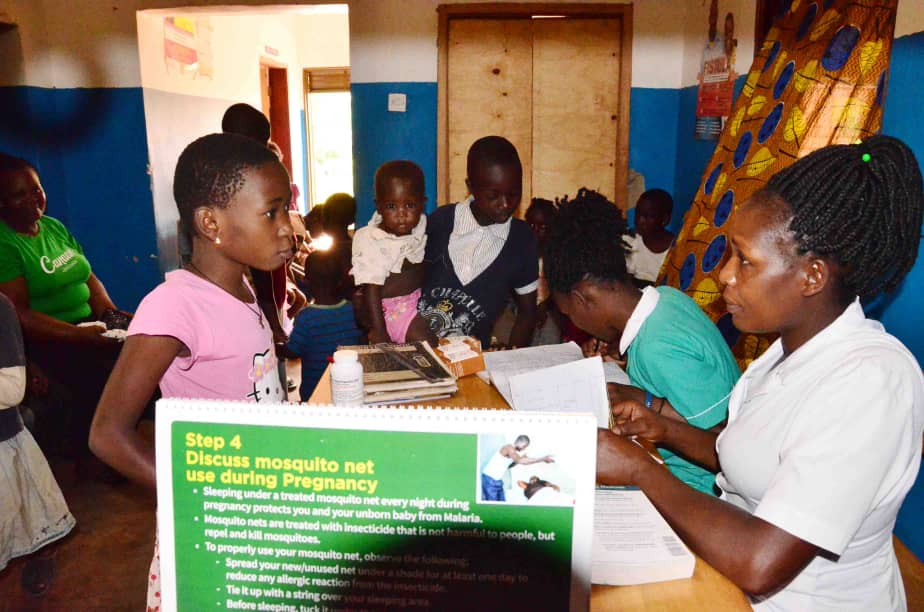 Canada
CHAPELLE
Step 4
Discuss mosquito net
use during Pregnancy
• Sleeping under a treated mosquito net every night during
pregnancy protects you and your unborn baby from Malaria.
• Mosquito nets are treated with insecticide that is not harmful to people, but
repel and kill mosquitoes.
• To properly use your mosquito net, observe the following:
- Spread your new/unused net under a shade for at least one day to
reduce any allergic reaction from the insecticide.
- Tie it up with a string over your sleeping area.
- Before sleeping, tuck it